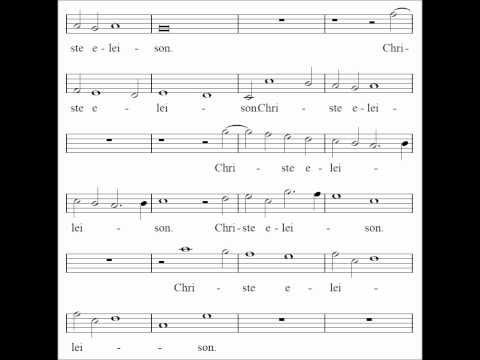 ste e - lei - son. Chri-
ste e - lei - son Chri - ste e - lei -
Chri - ste e - lei -
lei - son. Chri - ste e - lei - son.
Chri - ste e - lei -
lei - son.